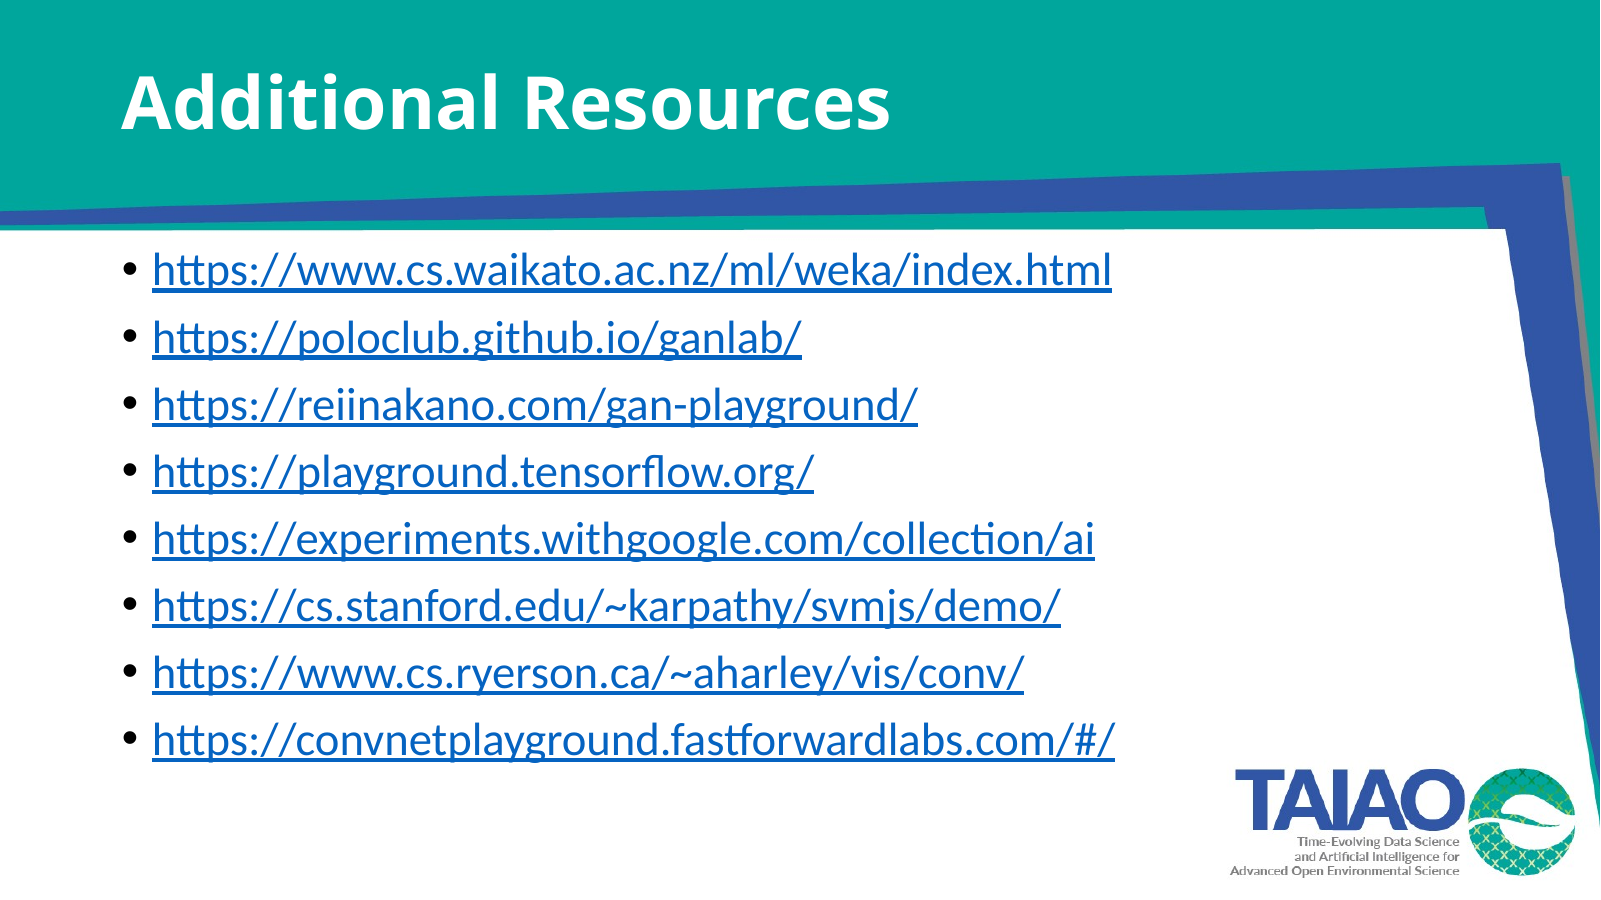 Additional Resources
• https://www.cs.waikato.ac.nz/ml/weka/index.html
• https://poloclub.github.io/ganlab/
• https://reiinakano.com/gan-playground/
• https://playground.tensorflow.org/
• https://experiments.withgoogle.com/collection/ai
• https://cs.stanford.edu/~karpathy/svmjs/demo/
• https://www.cs.ryerson.ca/~aharley/vis/conv/
• https://convnetplayground.fastforwardlabs.com/#/
TAIAO
Time-Evolving Data Science
and Artificial Intelligence for
Advanced Open Environmental Science